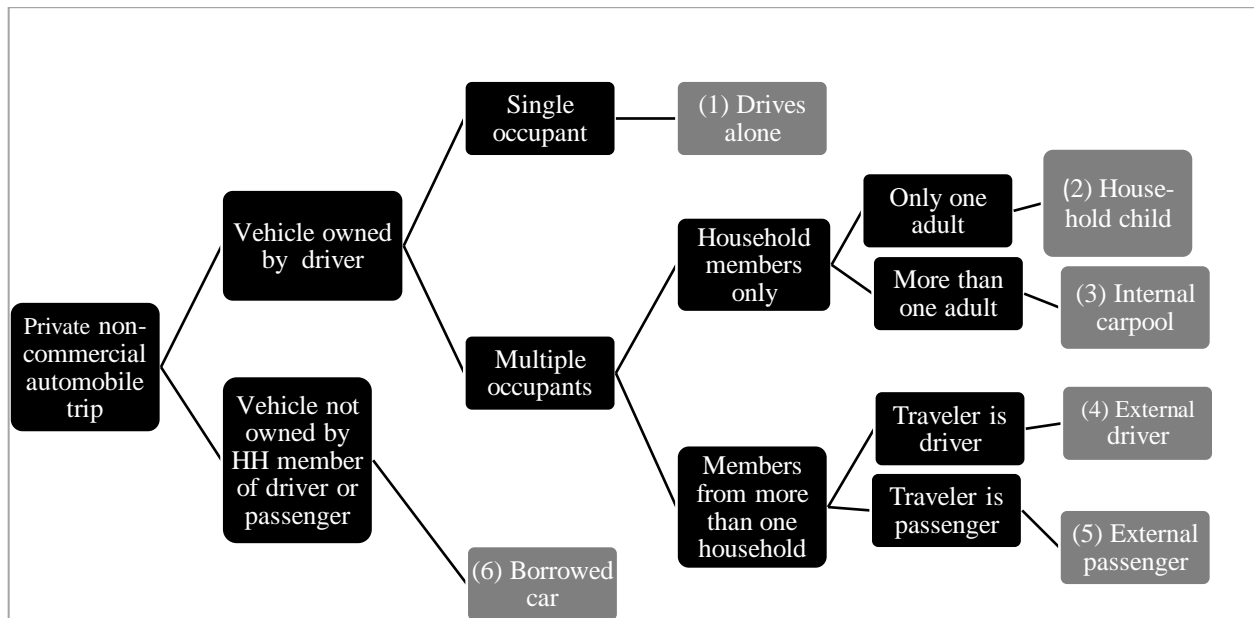 Private non-
commercial
automobile
trip
Vehicle owned
by driver
Vehicle not
owned by
HH member
of driver or
passenger
Single
occupant
Multiple
occupants
(6) Borrowed
car
(1) Drives
alone
Household
members
only
Members
from more
than one
household
Only one
adult
More than
one adult
Traveler is
driver
Traveler is
passenger
(2) House-
hold child
(3) Internal
carpool
(4) External
driver
(5) External
passenger